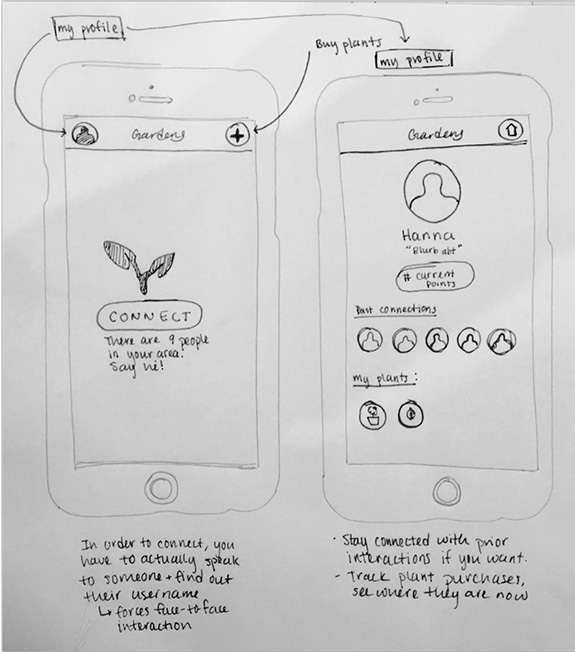 my profile
Buy plants
my profile
Gardens
CONNECT
There are 9 people
in your area!
Say hi!
In order to connect, you
have to actually speak
to someone + find out
their username
↳ forces face-to-face
interaction
Gardens
Hanna
"Blurb abt"
# current
points
Past connections
my plants:
· Stay connected with prior
interactions if you want.
- Track plant purchases,
see where they are now